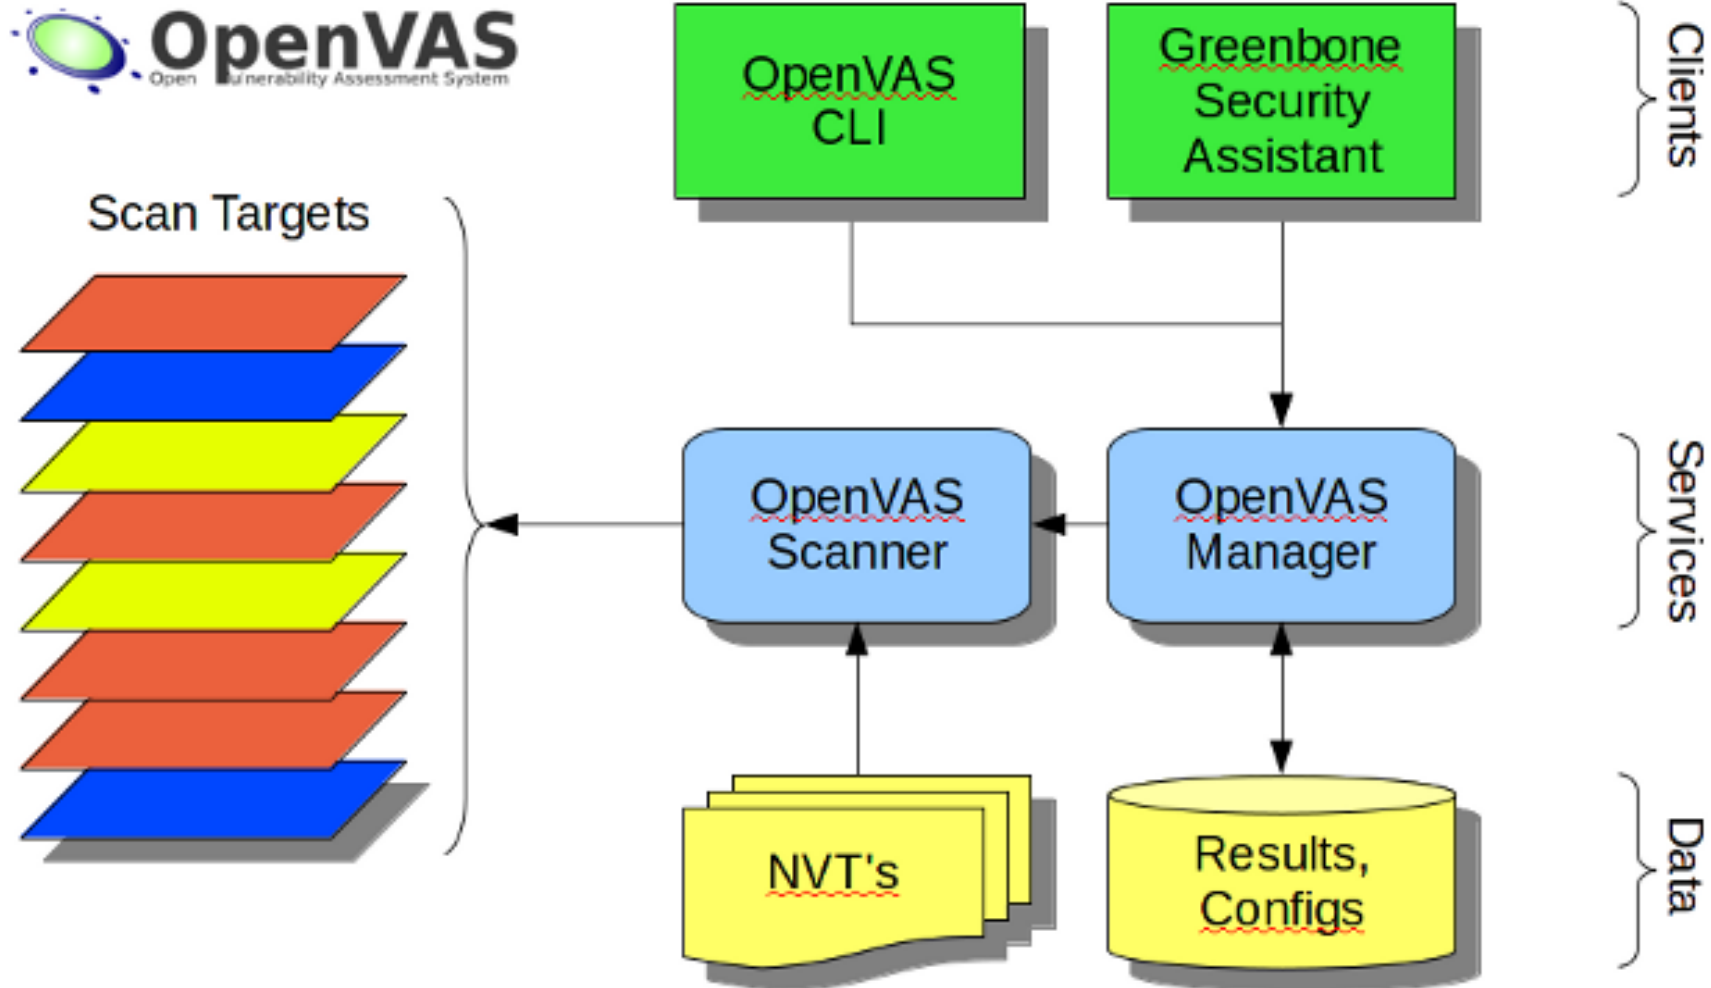 OpenVAS
Open Vulnerability Assessment System
OpenVAS
CLI
Greenbone
Security
Assistant
Clients
Scan Targets
OpenVAS
Scanner
OpenVAS
Manager
Services
NVT's
Results,
Configs
Data